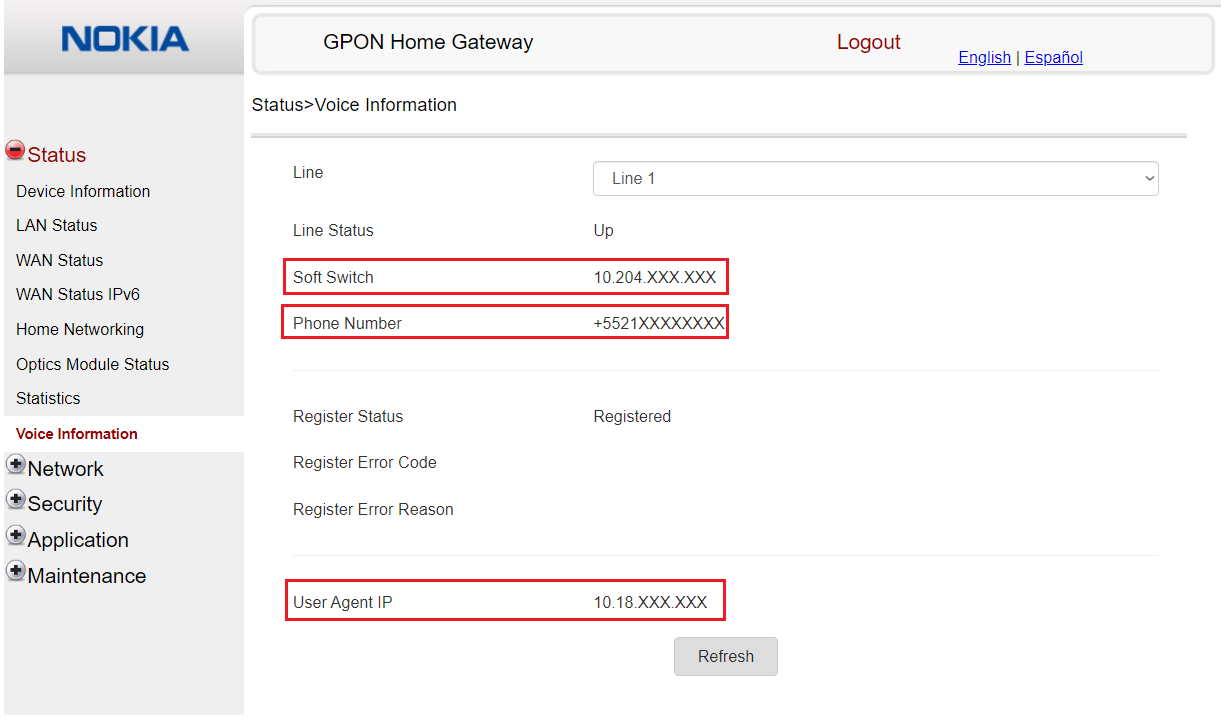 NOKIA
GPON Home Gateway
Logout
English | Español
Status>Voice Information
Status
Device Information
LAN Status
WAN Status
WAN Status IPv6
Home Networking
Optics Module Status
Statistics
Voice Information
Network
Security
Application
Maintenance
Line Line 1
Line Status Up
Soft Switch 10.204.XXX.XXX
Phone Number +5521XXXXXXXX
Register Status Registered
Register Error Code
Register Error Reason
User Agent IP 10.18.XXX.XXX
Refresh